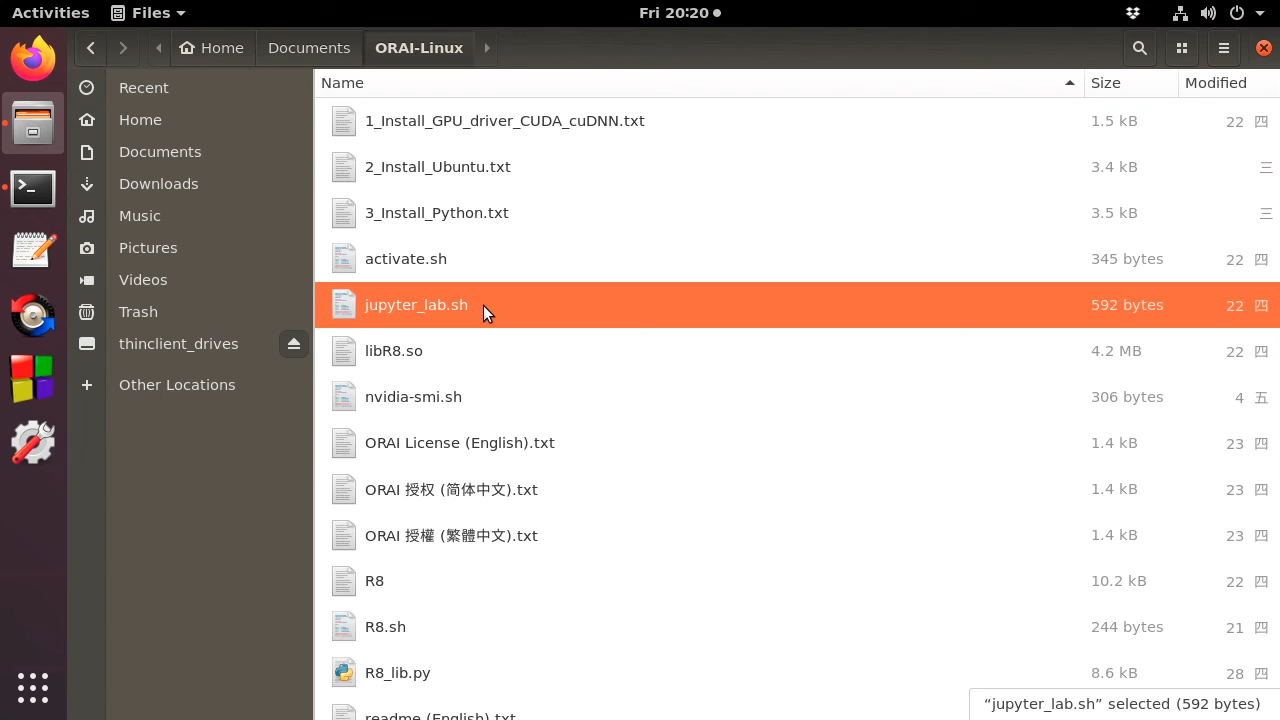 Activities Files Fri 20:20
Home Documents ORAI-Linux
Recent
Home
Documents
Downloads
Music
Pictures
Videos
Trash
thinclient_drives
Other Locations
Name Size Modified
1_Install_GPU_driver_CUDA_cuDNN.txt 1.5 kB 22 四
2_Install_Ubuntu.txt 3.4 kB 三
3_Install_Python.txt 3.5 kB 三
activate.sh 345 bytes 22 四
jupyter_lab.sh 592 bytes 22 四
libR8.so 4.2 MB 22 四
nvidia-smi.sh 306 bytes 4 五
ORAI License (English).txt 1.4 kB 23 四
ORAI 授权 (简体中文).txt 1.4 kB 23 四
ORAI 授權 (繁體中文).txt 1.4 kB 23 四
R8 10.2 kB 22 四
R8.sh 244 bytes 21 四
R8_lib.py 8.6 kB 28 四
readme (English).txt
“jupyter_lab.sh” selected (592 bytes)